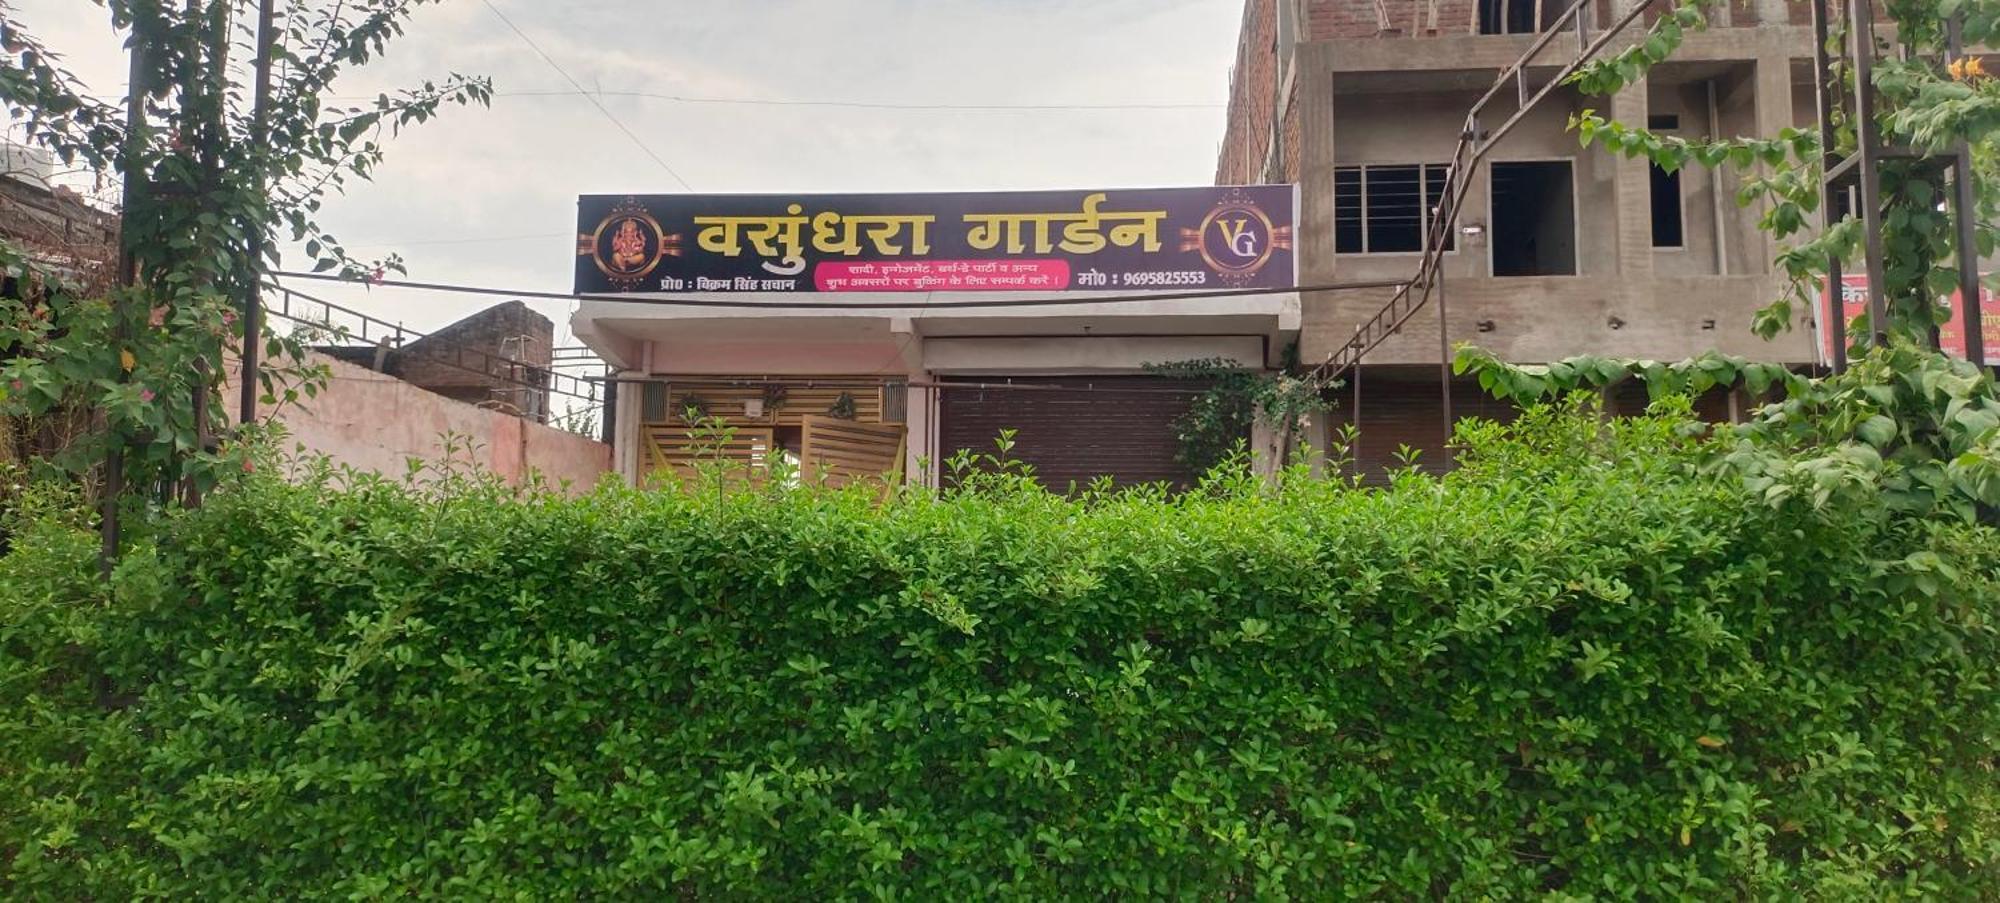 वसुंधरा गार्डन
VG
शादी, इन्गेजमेंट, बर्थ-डे पार्टी व अन्य
शुभ अवसरों पर बुकिंग के लिए सम्पर्क करें !
प्रो0 : विक्रम सिंह सचान
मो0 : 9695825553